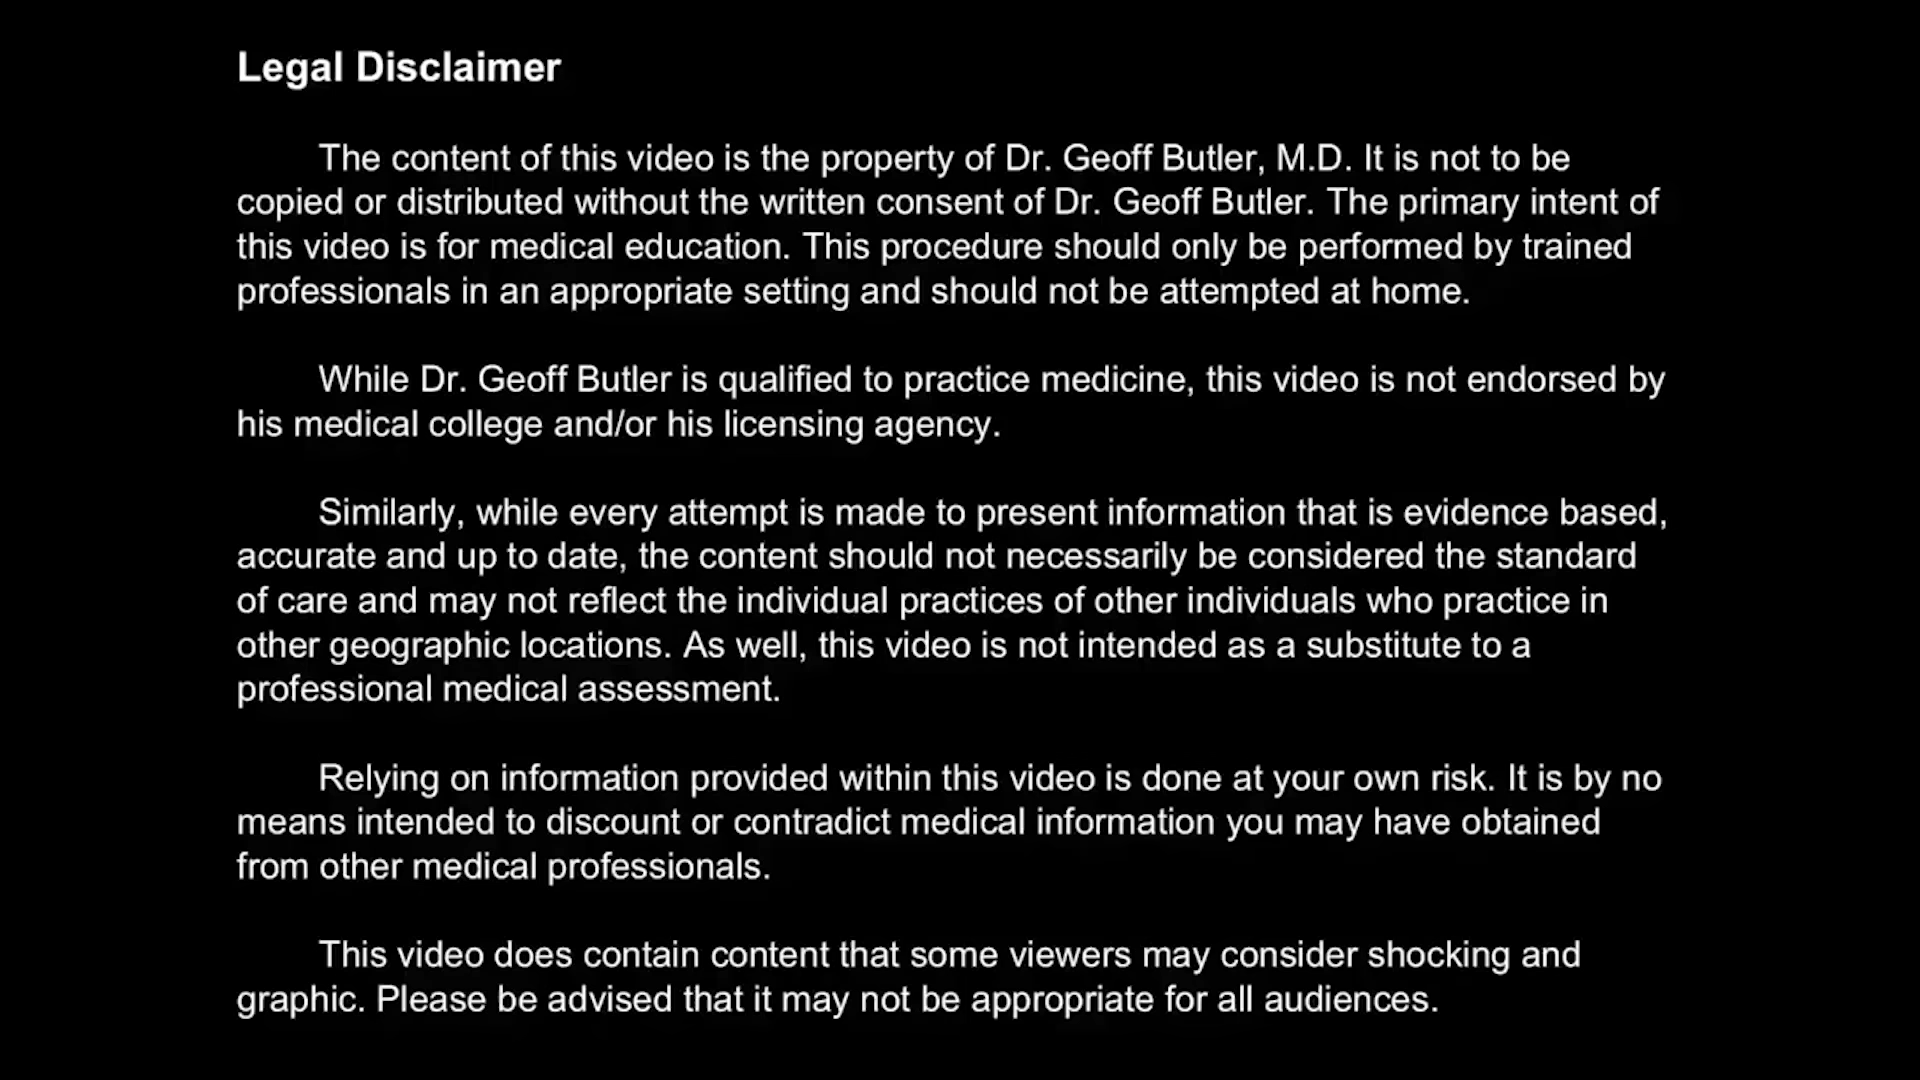 Legal Disclaimer
The content of this video is the property of Dr. Geoff Butler, M.D. It is not to be
copied or distributed without the written consent of Dr. Geoff Butler. The primary intent of
this video is for medical education. This procedure should only be performed by trained
professionals in an appropriate setting and should not be attempted at home.
While Dr. Geoff Butler is qualified to practice medicine, this video is not endorsed by
his medical college and/or his licensing agency.
Similarly, while every attempt is made to present information that is evidence based,
accurate and up to date, the content should not necessarily be considered the standard
of care and may not reflect the individual practices of other individuals who practice in
other geographic locations. As well, this video is not intended as a substitute to a
professional medical assessment.
Relying on information provided within this video is done at your own risk. It is by no
means intended to discount or contradict medical information you may have obtained
from other medical professionals.
This video does contain content that some viewers may consider shocking and
graphic. Please be advised that it may not be appropriate for all audiences.